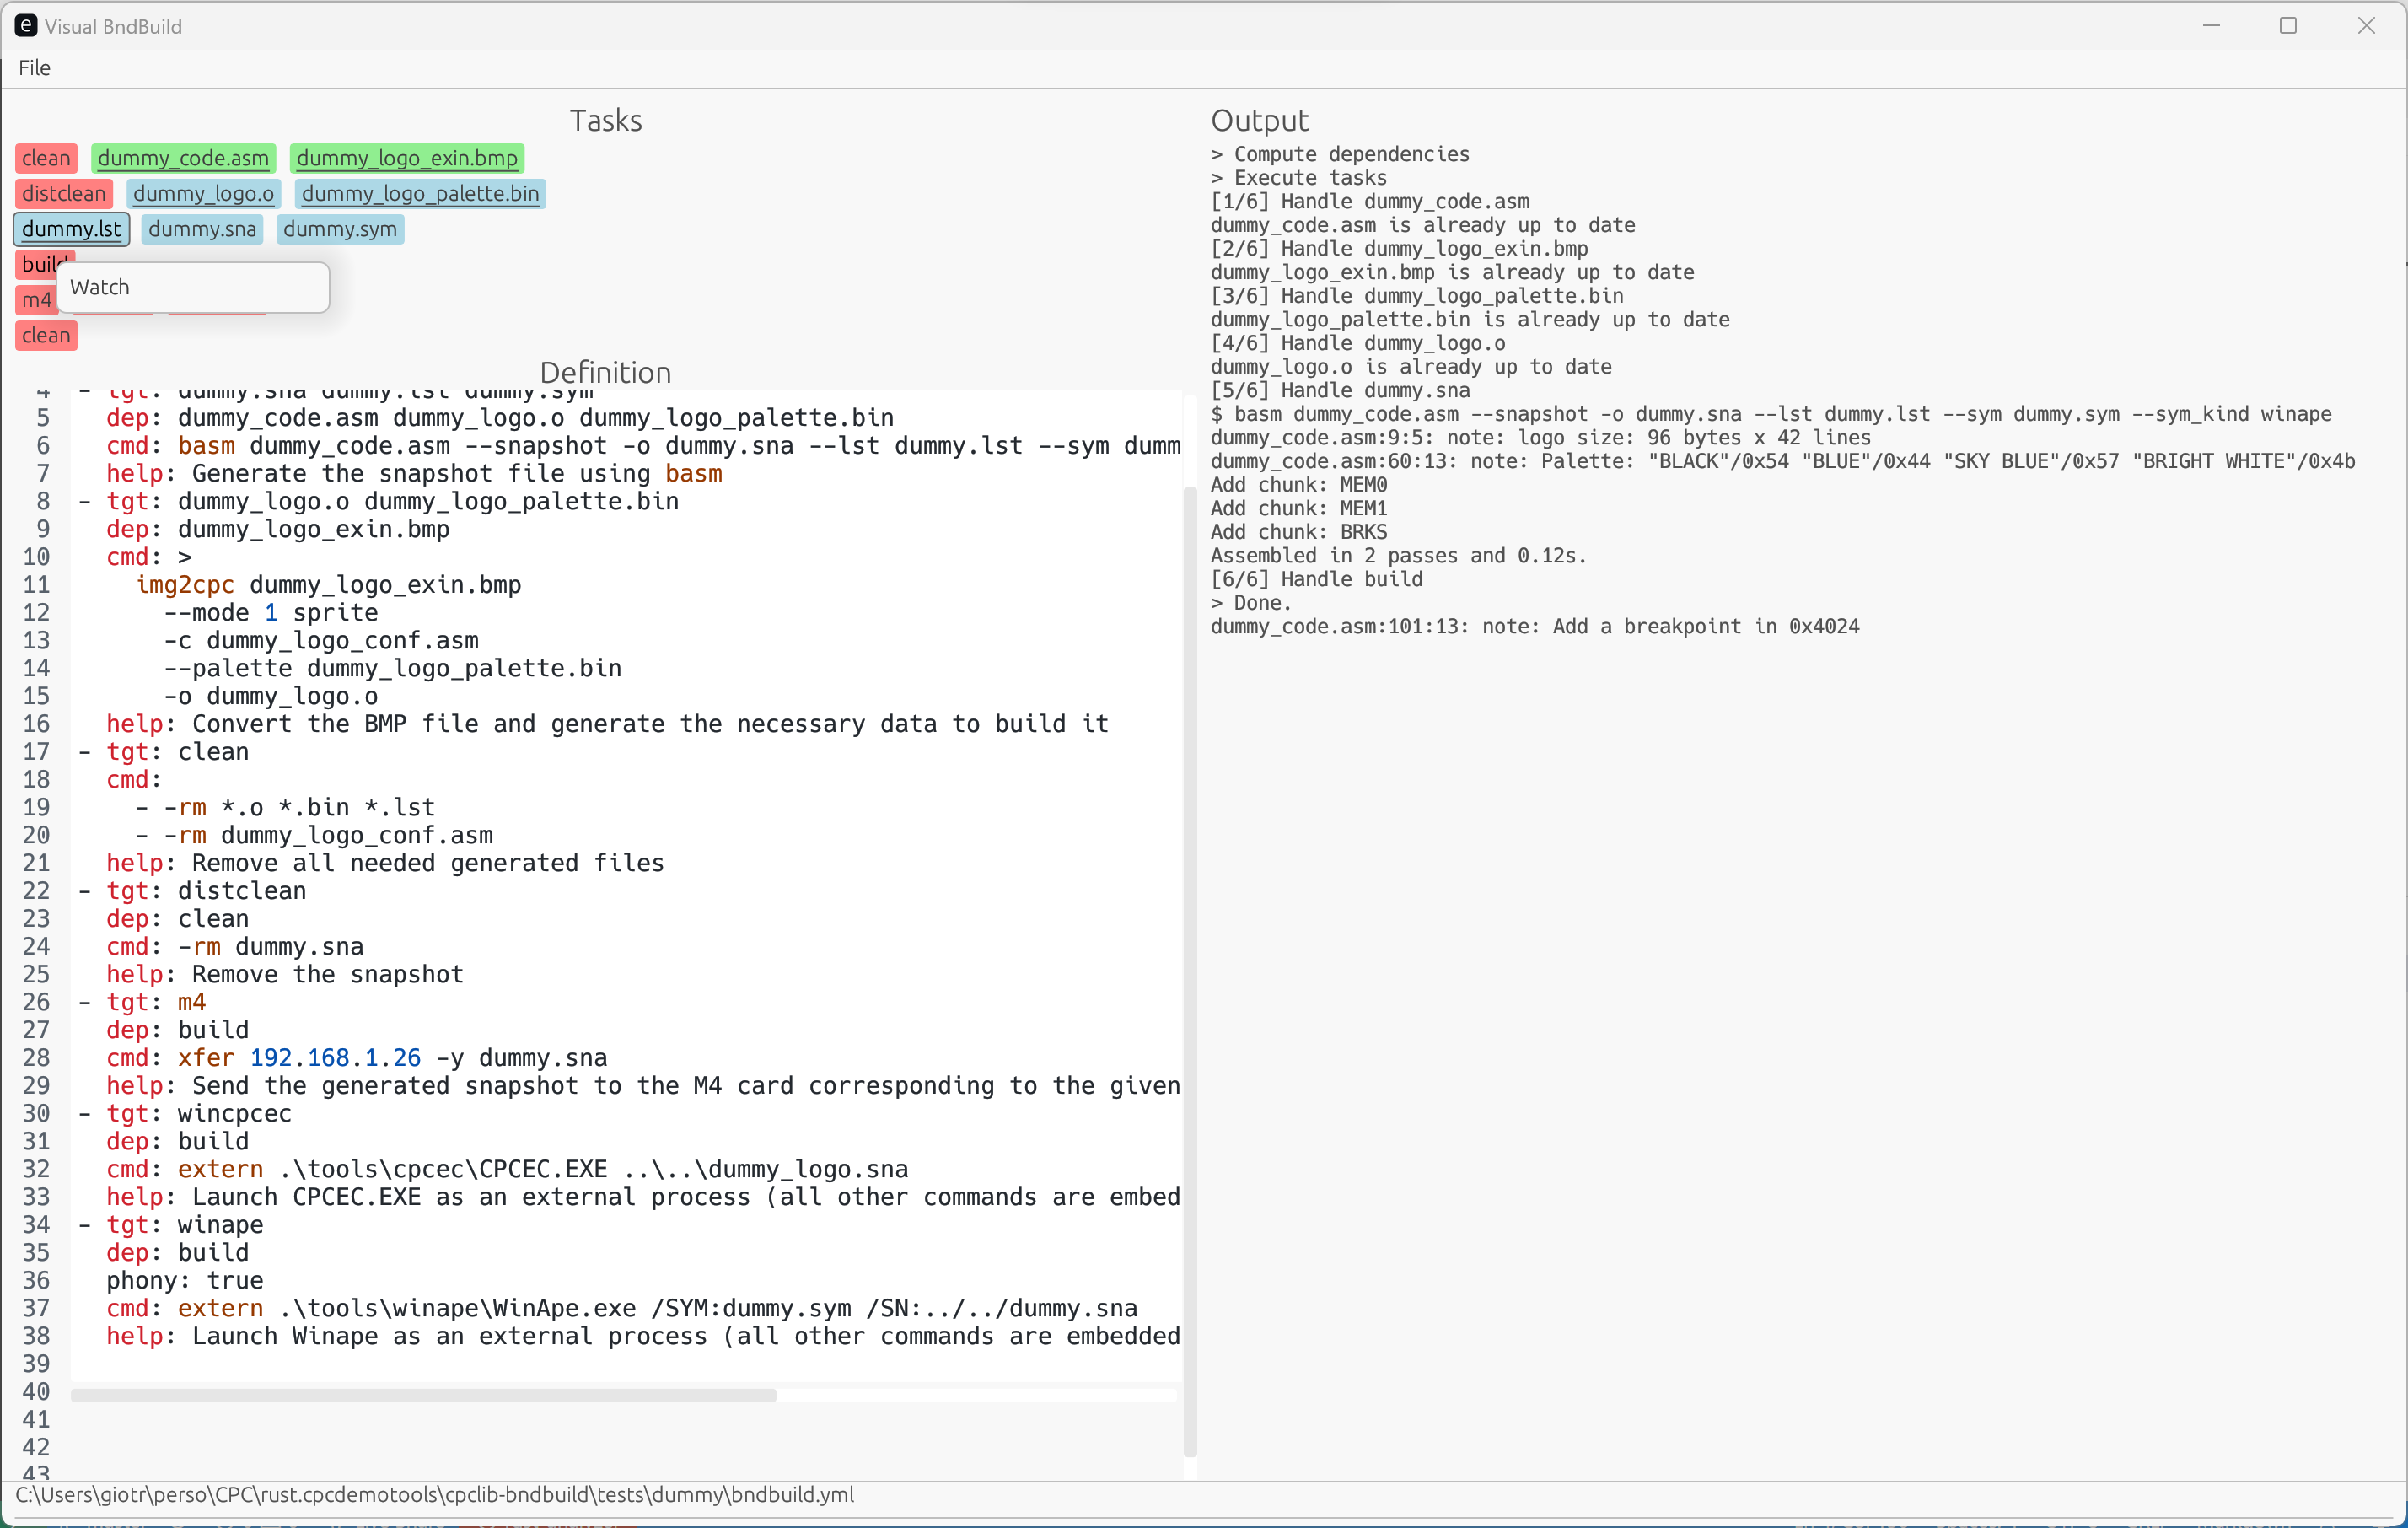 e Visual BndBuild
File
Tasks
clean dummy_code.asm dummy_logo_exin.bmp
distclean dummy_logo.o dummy_logo_palette.bin
dummy.lst dummy.sna dummy.sym
build
Watch
m4
clean
Definition
4 - tgt: dummy.sna dummy.lst dummy.sym
5 dep: dummy_code.asm dummy_logo.o dummy_logo_palette.bin
6 cmd: basm dummy_code.asm --snapshot -o dummy.sna --lst dummy.lst --sym dumm
7 help: Generate the snapshot file using basm
8 - tgt: dummy_logo.o dummy_logo_palette.bin
9 dep: dummy_logo_exin.bmp
10 cmd: >
11 img2cpc dummy_logo_exin.bmp
12 --mode 1 sprite
13 -c dummy_logo_conf.asm
14 --palette dummy_logo_palette.bin
15 -o dummy_logo.o
16 help: Convert the BMP file and generate the necessary data to build it
17 - tgt: clean
18 cmd:
19 - -rm *.o *.bin *.lst
20 - -rm dummy_logo_conf.asm
21 help: Remove all needed generated files
22 - tgt: distclean
23 dep: clean
24 cmd: -rm dummy.sna
25 help: Remove the snapshot
26 - tgt: m4
27 dep: build
28 cmd: xfer 192.168.1.26 -y dummy.sna
29 help: Send the generated snapshot to the M4 card corresponding to the given
30 - tgt: wincpcec
31 dep: build
32 cmd: extern .\tools\cpcec\CPCEC.EXE ..\..\dummy_logo.sna
33 help: Launch CPCEC.EXE as an external process (all other commands are embed
34 - tgt: winape
35 dep: build
36 phony: true
37 cmd: extern .\tools\winape\WinApe.exe /SYM:dummy.sym /SN:../../dummy.sna
38 help: Launch Winape as an external process (all other commands are embedded
39
40
41
42
43
Output
> Compute dependencies
> Execute tasks
[1/6] Handle dummy_code.asm
dummy_code.asm is already up to date
[2/6] Handle dummy_logo_exin.bmp
dummy_logo_exin.bmp is already up to date
[3/6] Handle dummy_logo_palette.bin
dummy_logo_palette.bin is already up to date
[4/6] Handle dummy_logo.o
dummy_logo.o is already up to date
[5/6] Handle dummy.sna
$ basm dummy_code.asm --snapshot -o dummy.sna --lst dummy.lst --sym dummy.sym --sym_kind winape
dummy_code.asm:9:5: note: logo size: 96 bytes x 42 lines
dummy_code.asm:60:13: note: Palette: "BLACK"/0x54 "BLUE"/0x44 "SKY BLUE"/0x57 "BRIGHT WHITE"/0x4b
Add chunk: MEM0
Add chunk: MEM1
Add chunk: BRKS
Assembled in 2 passes and 0.12s.
[6/6] Handle build
> Done.
dummy_code.asm:101:13: note: Add a breakpoint in 0x4024
C:\Users\giotr\perso\CPC\rust.cpcdemotools\cpclib-bndbuild\tests\dummy\bndbuild.yml